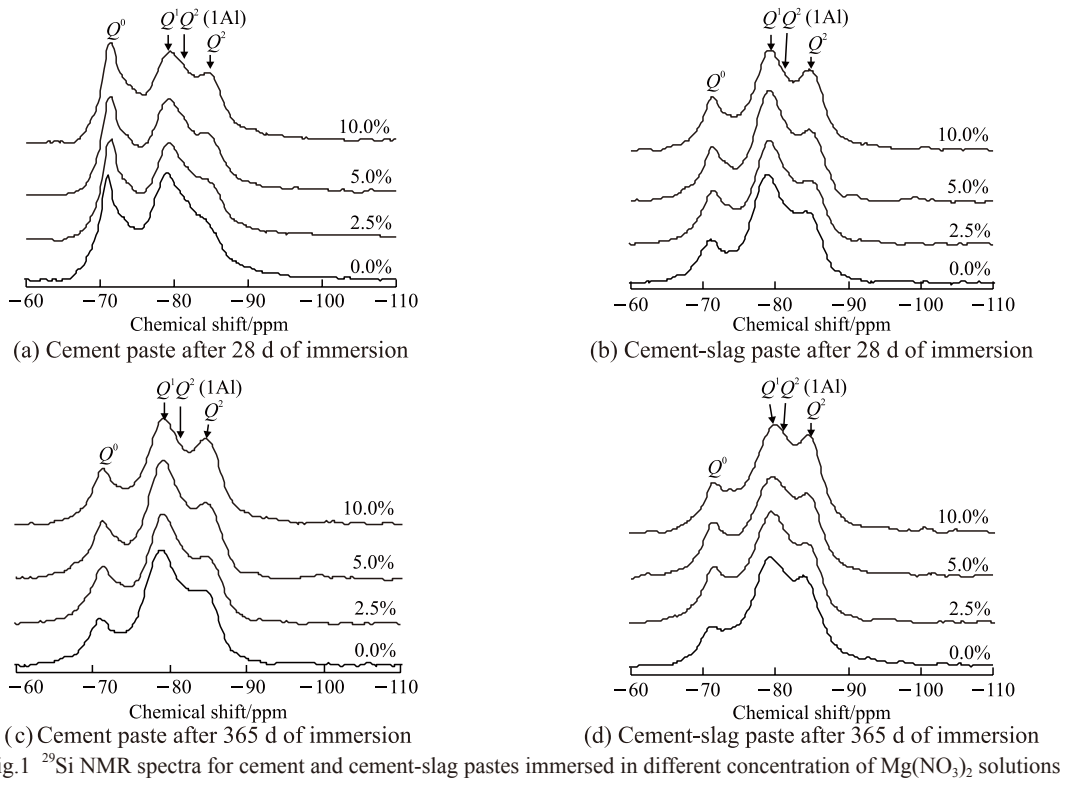 Q⁰ Q¹ Q² (1Al) Q²
10.0%
5.0%
2.5%
0.0%
−60 −70 −80 −90 −100 −110
Chemical shift/ppm
(a) Cement paste after 28 d of immersion
Q⁰ Q¹ Q² (1Al) Q²
10.0%
5.0%
2.5%
0.0%
−60 −70 −80 −90 −100 −110
Chemical shift/ppm
(b) Cement-slag paste after 28 d of immersion
Q⁰ Q¹ Q² (1Al) Q²
10.0%
5.0%
2.5%
0.0%
−60 −70 −80 −90 −100 −110
Chemical shift/ppm
(c) Cement paste after 365 d of immersion
Q⁰ Q¹ Q² (1Al) Q²
10.0%
5.0%
2.5%
0.0%
−60 −70 −80 −90 −100 −110
Chemical shift/ppm
(d) Cement-slag paste after 365 d of immersion
ig.1 ²⁹Si NMR spectra for cement and cement-slag pastes immersed in different concentration of Mg(NO₃)₂ solutions